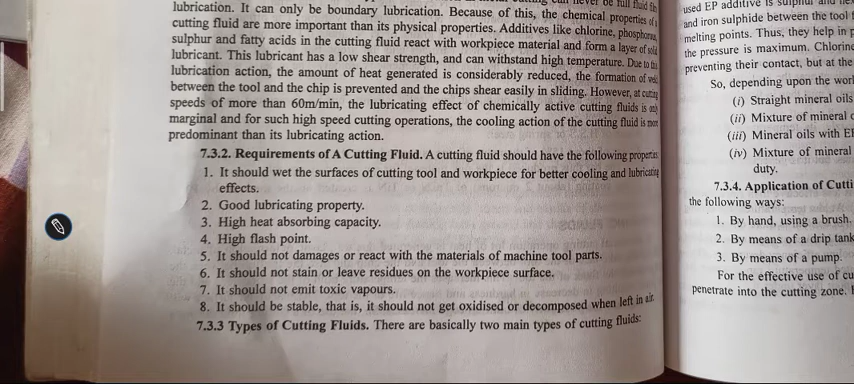 lubrication. It can only be boundary lubrication. Because of this, the chemical properties of
cutting fluid are more important than its physical properties. Additives like chlorine, phosphorus,
sulphur and fatty acids in the cutting fluid react with workpiece material and form a layer of solid
lubricant. This lubricant has a low shear strength, and can withstand high temperature. Due to
lubrication action, the amount of heat generated is considerably reduced, the formation of
between the tool and the chip is prevented and the chips shear easily in sliding. However, at cutting
speeds of more than 60m/min, the lubricating effect of chemically active cutting fluids is only
marginal and for such high speed cutting operations, the cooling action of the cutting fluid is more
predominant than its lubricating action.
7.3.2. Requirements of A Cutting Fluid. A cutting fluid should have the following properties
1. It should wet the surfaces of cutting tool and workpiece for better cooling and lubricating
effects.
2. Good lubricating property.
3. High heat absorbing capacity.
4. High flash point.
5. It should not damages or react with the materials of machine tool parts.
6. It should not stain or leave residues on the workpiece surface.
7. It should not emit toxic vapours.
8. It should be stable, that is, it should not get oxidised or decomposed when left in air.
7.3.3 Types of Cutting Fluids. There are basically two main types of cutting fluids:
used EP additive is sulphur and
and iron sulphide between the tool
melting points. Thus, they help in
the pressure is maximum. Chlorine
preventing their contact, but at the
So, depending upon the
(i) Straight mineral oils
(ii) Mixture of mineral
(iii) Mineral oils with
(iv) Mixture of mineral
duty.
7.3.4. Application of
the following ways:
1. By hand, using a brush.
2. By means of a drip tank
3. By means of a pump.
For the effective use of
penetrate into the cutting zone.